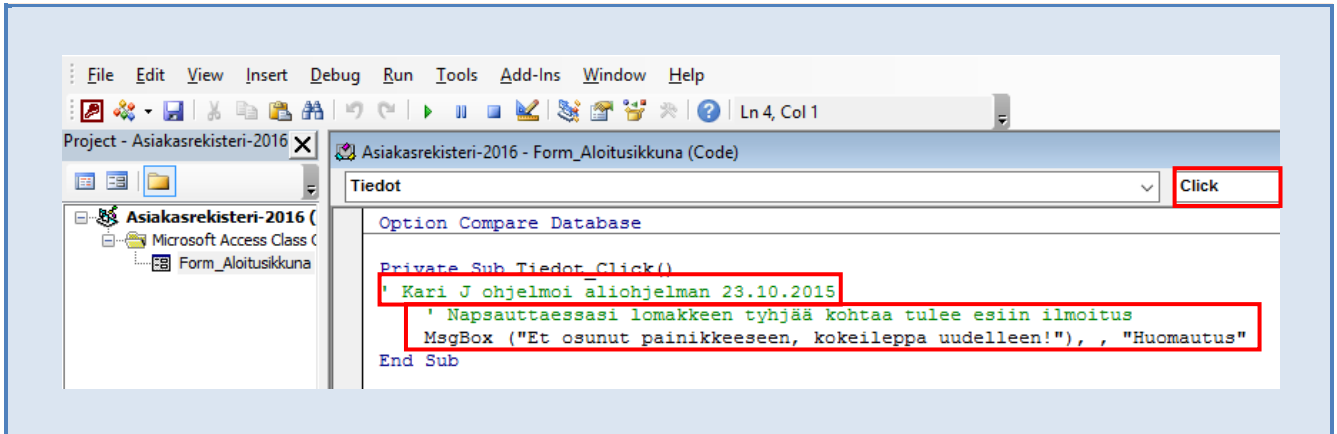 File Edit View Insert Debug Run Tools Add-Ins Window Help
Ln 4, Col 1
Project - Asiakasrekisteri-2016
Asiakasrekisteri-2016 - Form_Aloitusikkuna (Code)
Tiedot Click
Asiakasrekisteri-2016 (
Microsoft Access Class
Form_Aloitusikkuna
Option Compare Database
Private Sub Tiedot_Click()
' Kari J ohjelmoi aliohjelman 23.10.2015
' Napsauttaessasi lomakkeen tyhjää kohtaa tulee esiin ilmoitus
MsgBox ("Et osunut painikkeeseen, kokeileppa uudelleen!"), , "Huomautus"
End Sub